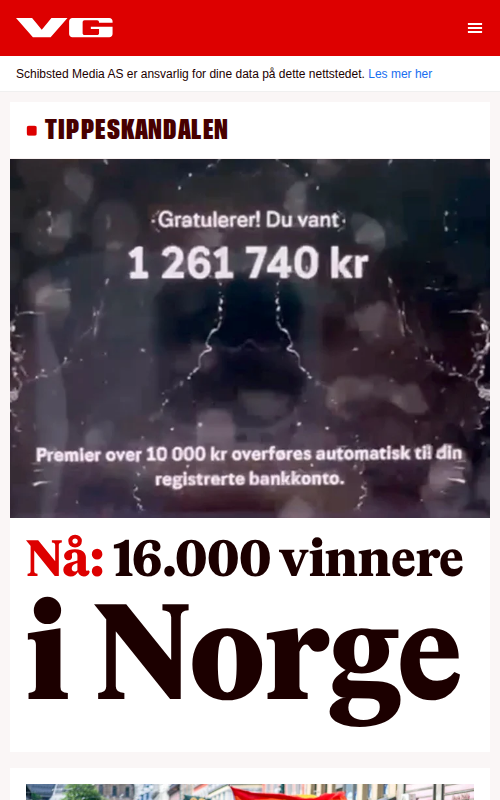 VG
Schibsted Media AS er ansvarlig for dine data på dette nettstedet. Les mer her
TIPPESKANDALEN
Gratulerer! Du vant
1 261 740 kr
Premier over 10 000 kr overføres automatisk til din
registrerte bankkonto.
Nå: 16.000 vinnere
i Norge